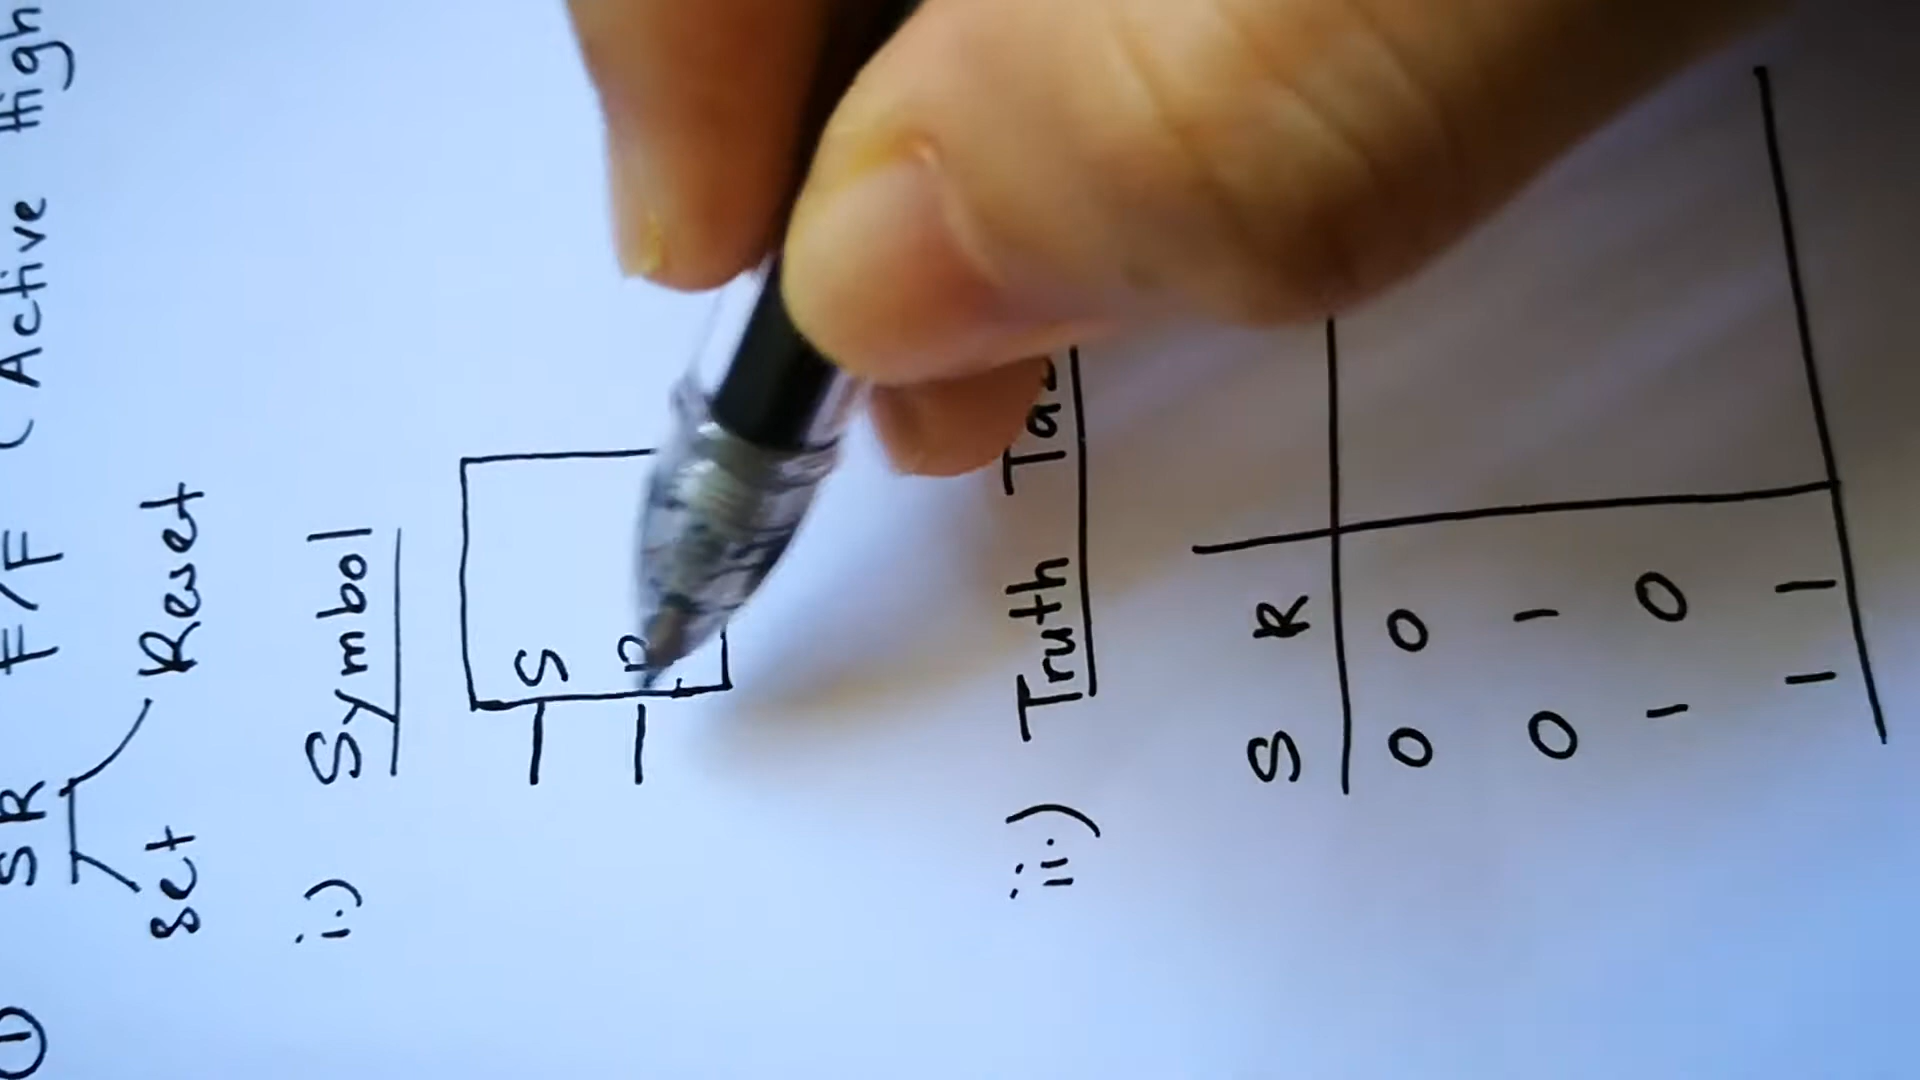 ① SR F/F (Active High
Set Reset
i.) Symbol
S
R
ii.) Truth Ta
S R
0 0
0 1
1 0
1 1